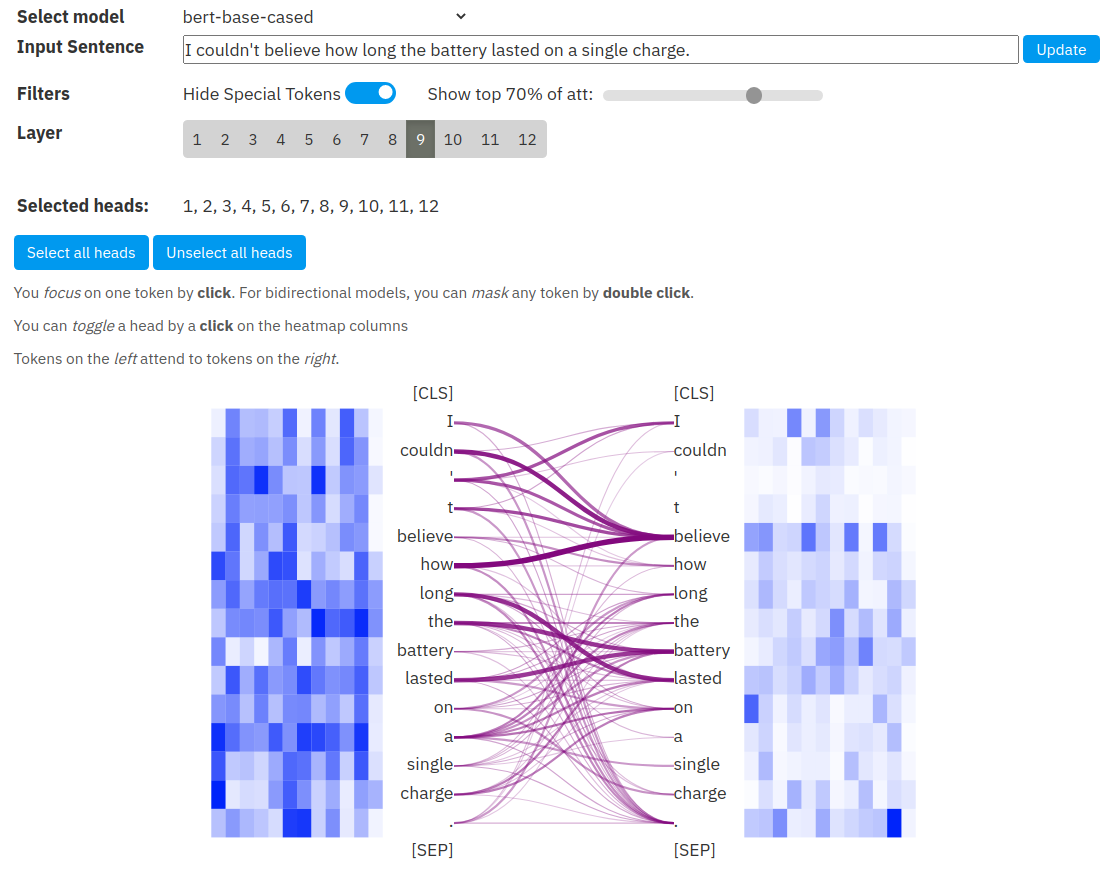 Select model bert-base-cased
Input Sentence I couldn't believe how long the battery lasted on a single charge. Update
Filters Hide Special Tokens Show top 70% of att:
Layer 1 2 3 4 5 6 7 8 9 10 11 12
Selected heads: 1, 2, 3, 4, 5, 6, 7, 8, 9, 10, 11, 12
Select all heads Unselect all heads
You focus on one token by click. For bidirectional models, you can mask any token by double click.
You can toggle a head by a click on the heatmap columns
Tokens on the left attend to tokens on the right.
[CLS] [CLS]
I I
couldn couldn
' '
t t
believe believe
how how
long long
the the
battery battery
lasted lasted
on on
a a
single single
charge charge
. .
[SEP] [SEP]